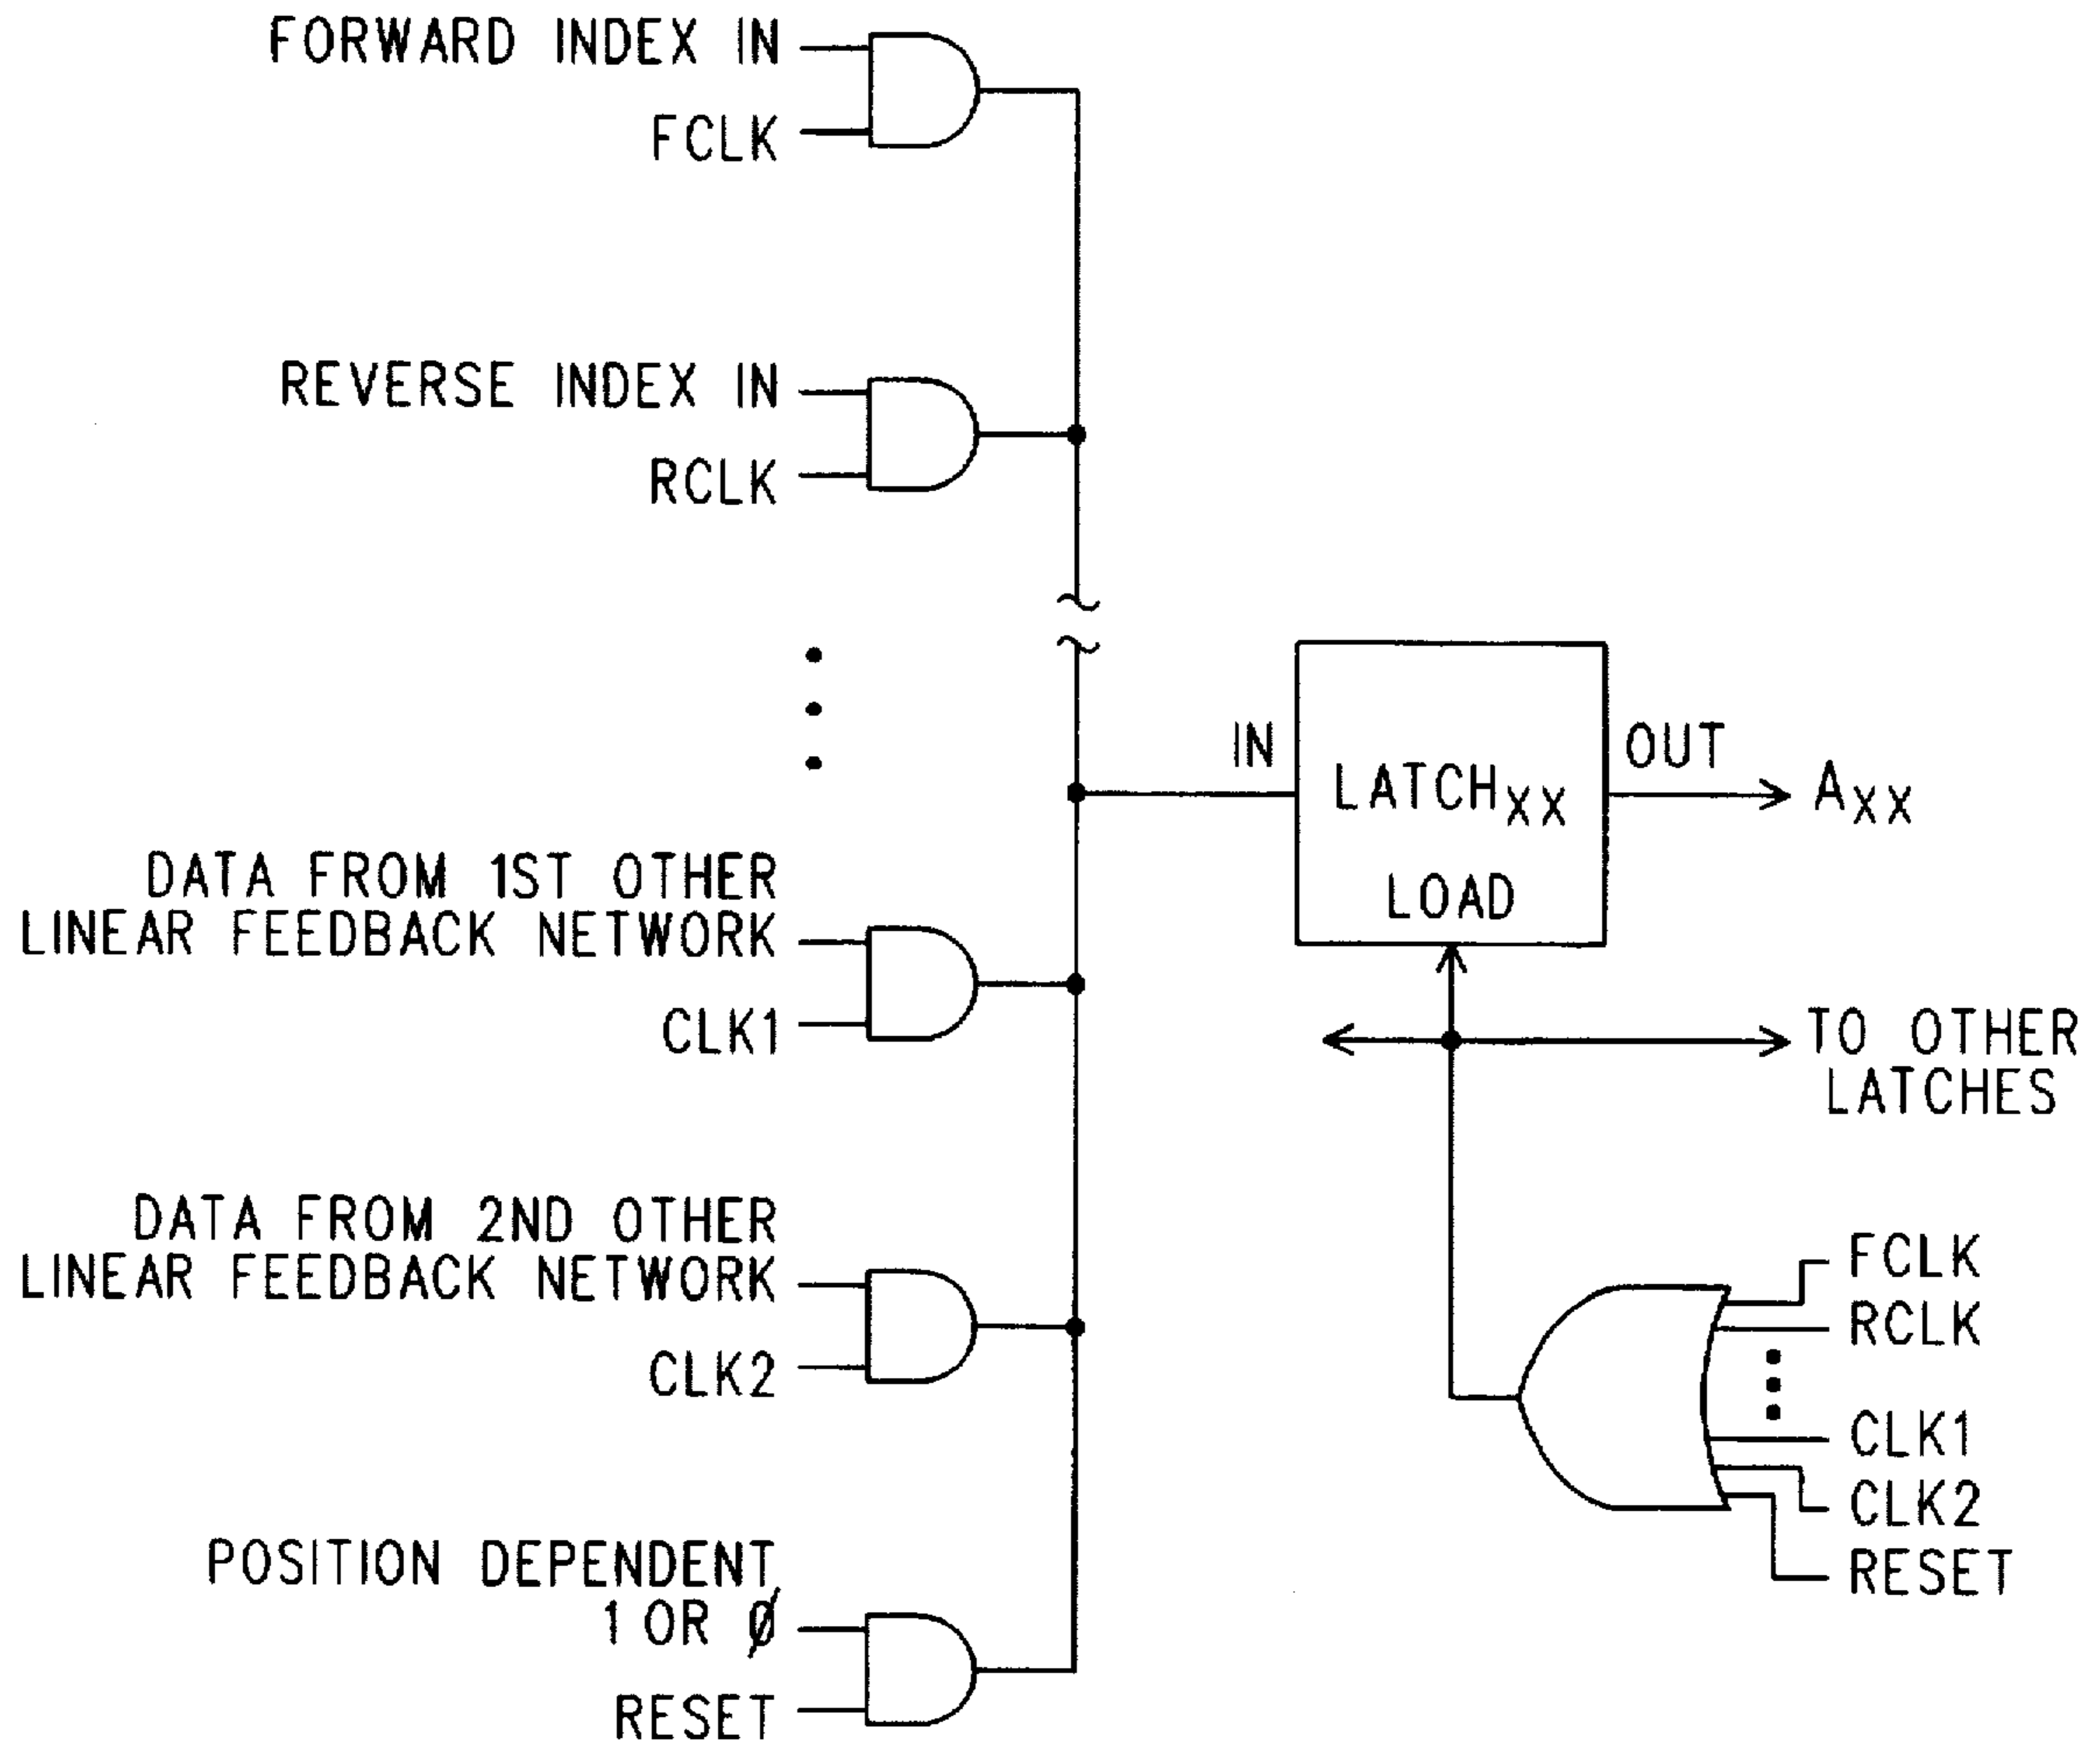 FORWARD INDEX IN
FCLK
REVERSE INDEX IN
RCLK
IN
LATCHXX
LOAD
OUT
AXX
DATA FROM 1ST OTHER
LINEAR FEEDBACK NETWORK
CLK1
TO OTHER
LATCHES
DATA FROM 2ND OTHER
LINEAR FEEDBACK NETWORK
CLK2
FCLK
RCLK
CLK1
CLK2
RESET
POSITION DEPENDENT
1 OR Ø
RESET